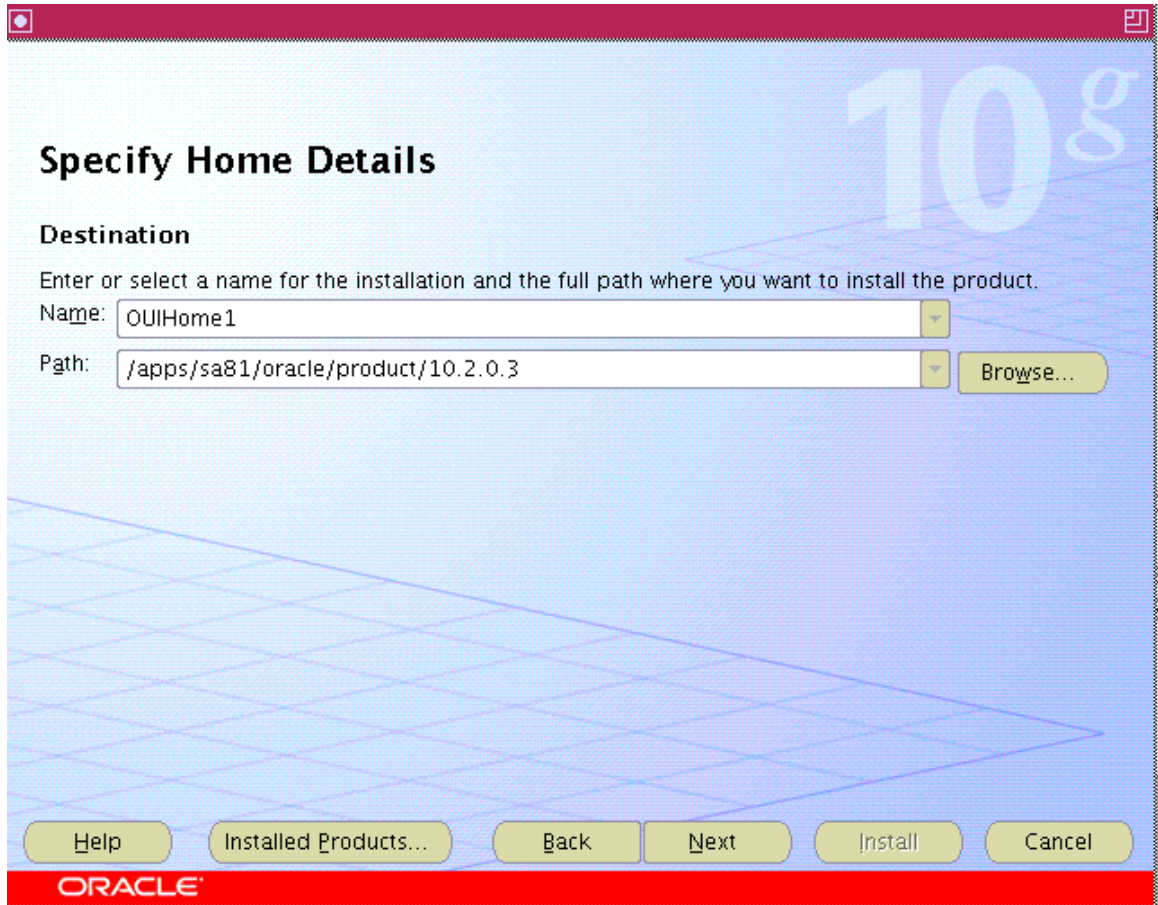 10g
Specify Home Details
Destination
Enter or select a name for the installation and the full path where you want to install the product.
Name: OUIHome1
Path: /apps/sa81/oracle/product/10.2.0.3 Browse...
Help Installed Products... Back Next Install Cancel
ORACLE